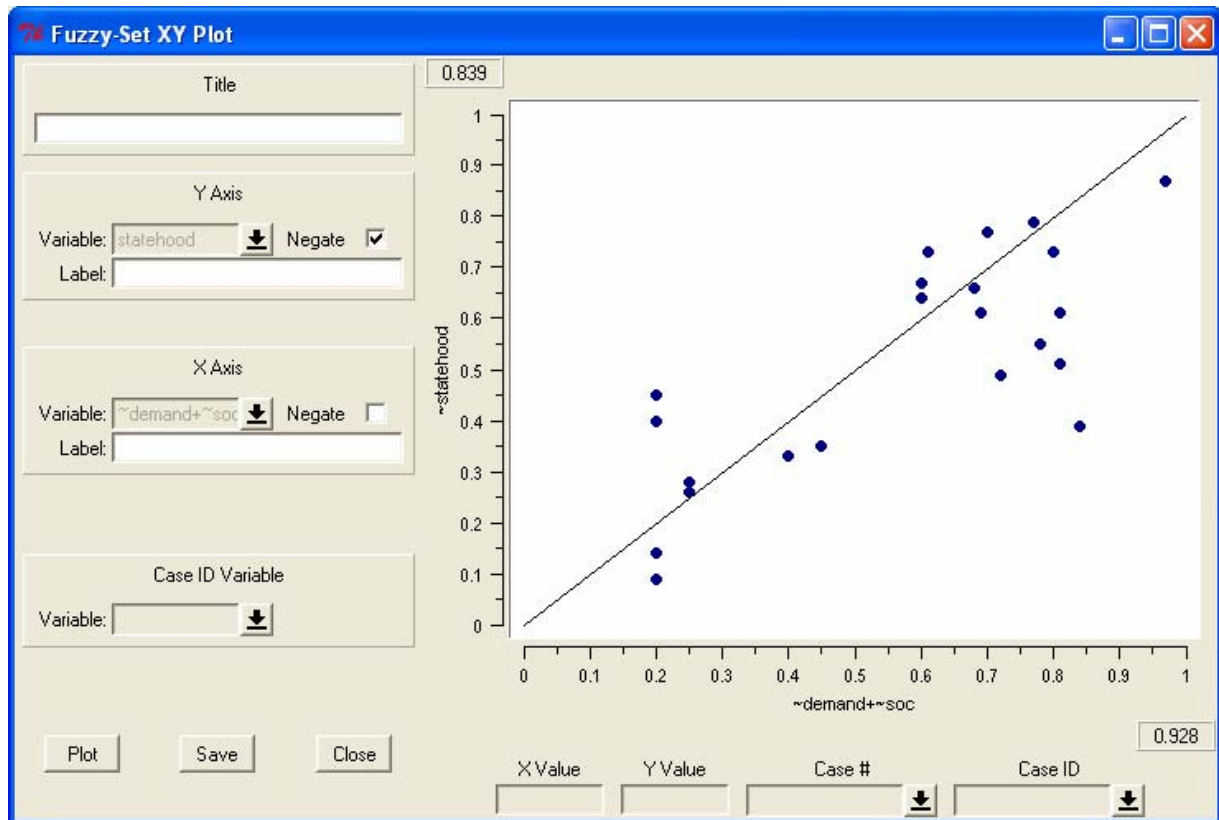 Fuzzy-Set XY Plot
Title
Y Axis
Variable: statehood Negate
Label:
X Axis
Variable: ~demand+~soc Negate
Label:
Case ID Variable
Variable:
Plot Save Close
0.839
1
0.9
0.8
0.7
0.6
0.5
0.4
0.3
0.2
0.1
0
~statehood
0 0.1 0.2 0.3 0.4 0.5 0.6 0.7 0.8 0.9 1
~demand+~soc
0.928
X Value Y Value Case # Case ID